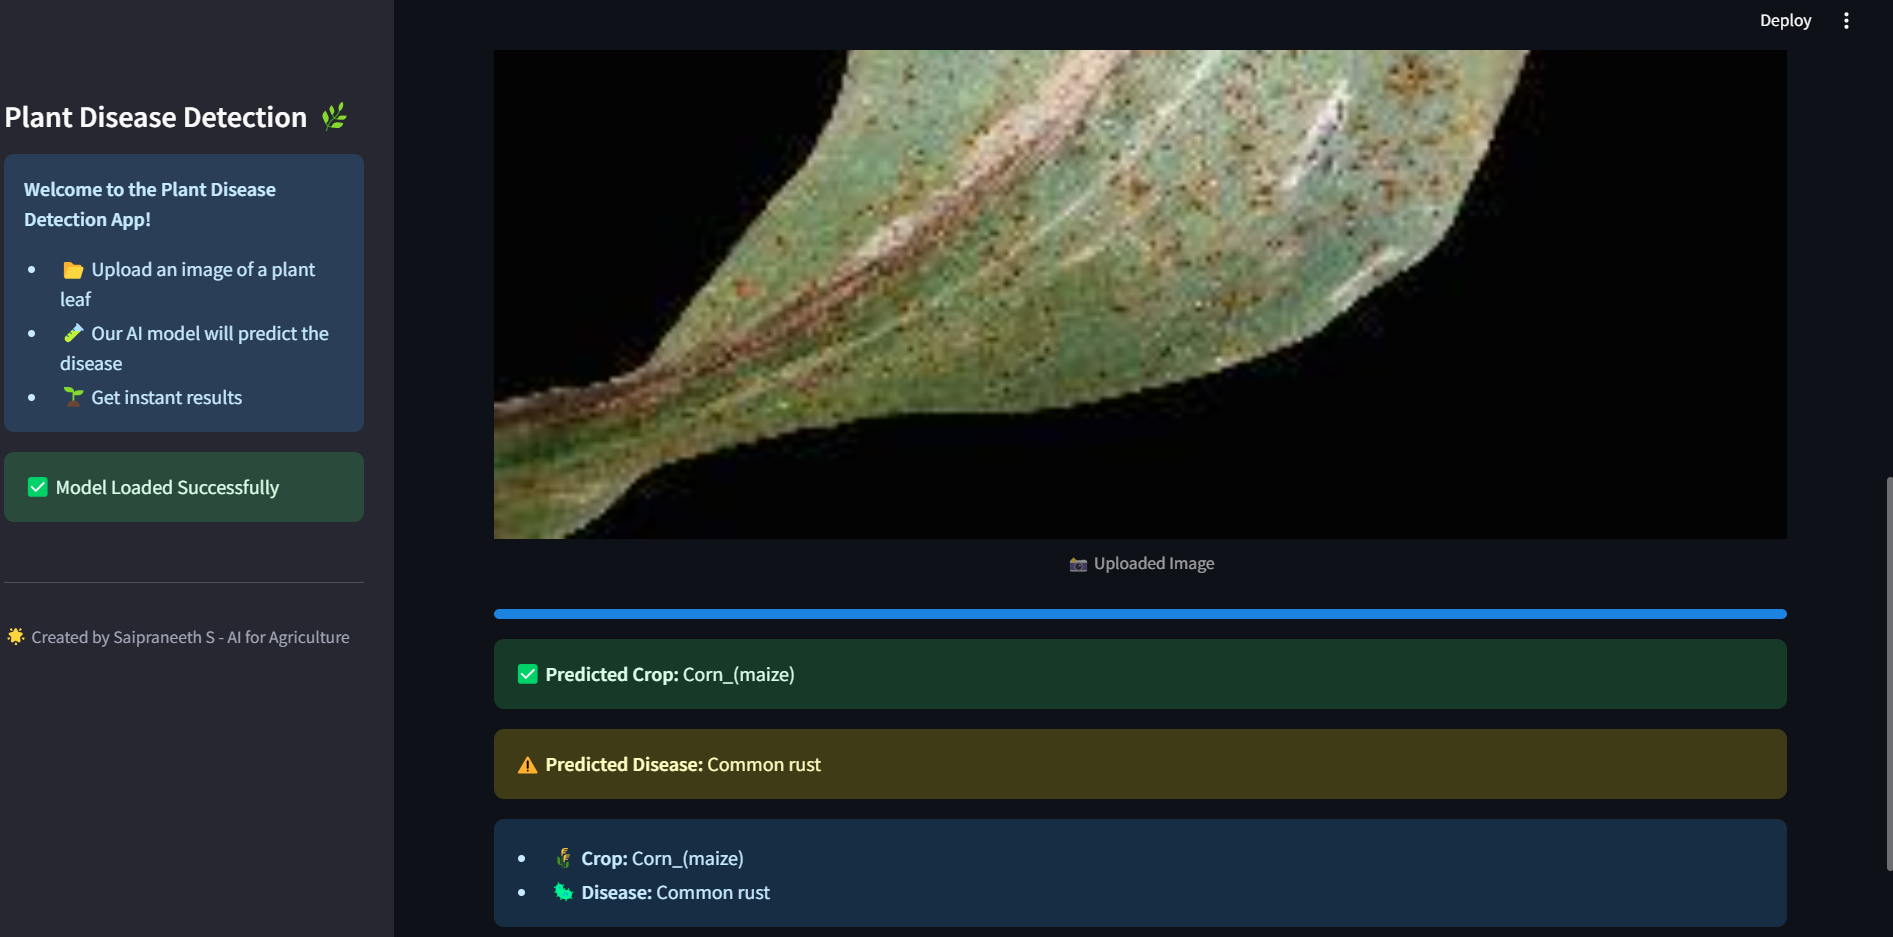 Deploy
Plant Disease Detection
Welcome to the Plant Disease
Detection App!
Upload an image of a plant
leaf
Our AI model will predict the
disease
Get instant results
Model Loaded Successfully
Created by Saipraneeth S - AI for Agriculture
Uploaded Image
Predicted Crop: Corn_(maize)
Predicted Disease: Common rust
Crop: Corn_(maize)
Disease: Common rust